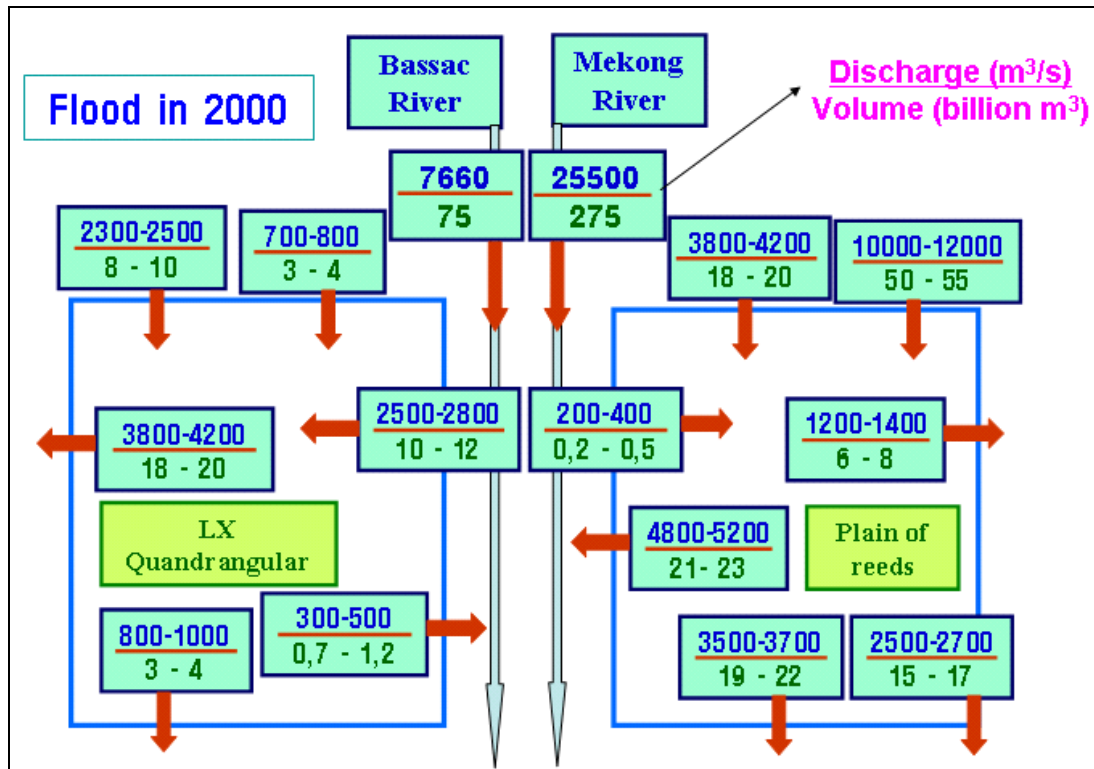 Flood in 2000
Bassac
River
Mekong
River
Discharge (m³/s)
Volume (billion m³)
7660
75
25500
275
2300-2500
8 - 10
700-800
3 - 4
3800-4200
18 - 20
10000-12000
50 - 55
3800-4200
18 - 20
2500-2800
10 - 12
200-400
0,2 - 0,5
1200-1400
6 - 8
LX
Quandrangular
4800-5200
21- 23
Plain of
reeds
800-1000
3 - 4
300-500
0,7 - 1,2
3500-3700
19 - 22
2500-2700
15 - 17